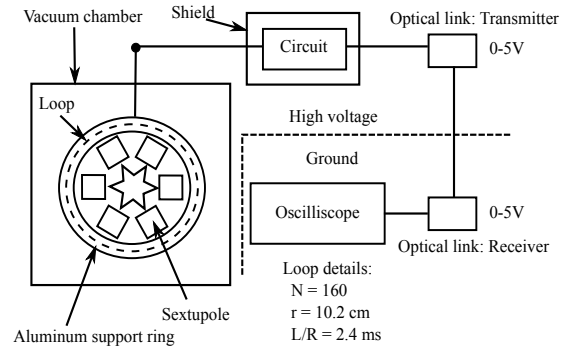 Vacuum chamber
Shield
Optical link: Transmitter
Circuit
0-5V
Loop
High voltage
Ground
Oscilliscope
0-5V
Optical link: Receiver
Loop details:
N = 160
r = 10.2 cm
L/R = 2.4 ms
Sextupole
Aluminum support ring